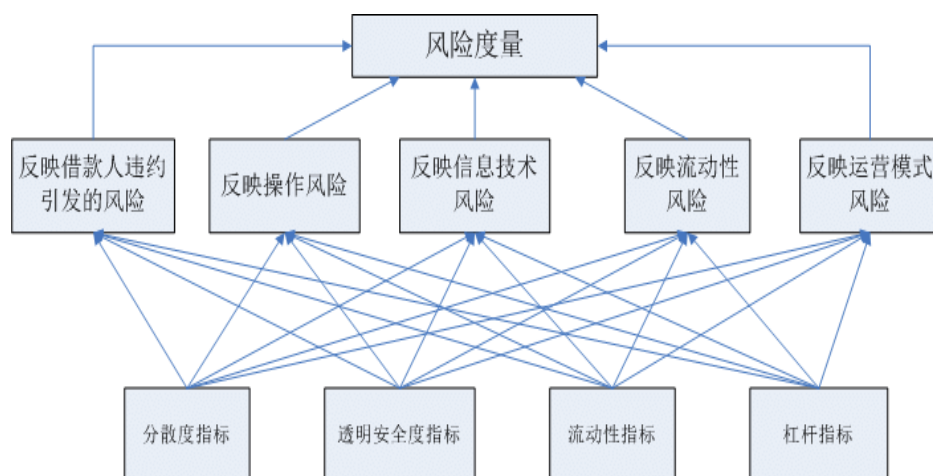 风险度量
反映借款人违约
引发的风险
反映操作风险
反映信息技术
风险
反映流动性
风险
反映运营模式
风险
分散度指标
透明安全度指标
流动性指标
杠杆指标